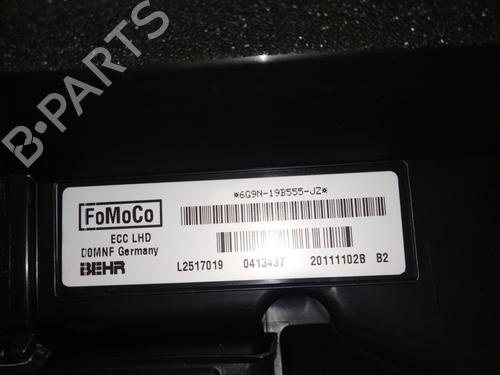 B-PARTS
*6G9N-19B555-JZ*
FoMoCo
ECC LHD
DOMNF Germany
BEHR
L2517019 0413437 20111102B B2